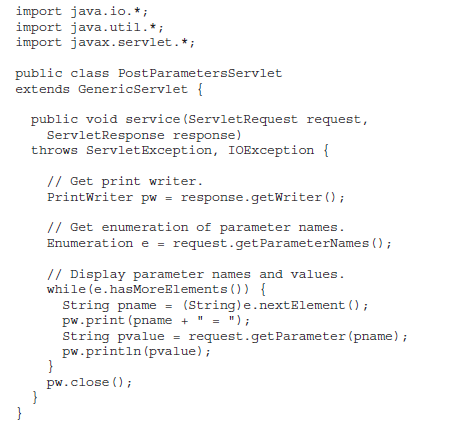 import java.io.*;
import java.util.*;
import javax.servlet.*;

public class PostParametersServlet
extends GenericServlet {

  public void service(ServletRequest request,
    ServletResponse response)
  throws ServletException, IOException {

    // Get print writer.
    PrintWriter pw = response.getWriter();

    // Get enumeration of parameter names.
    Enumeration e = request.getParameterNames();

    // Display parameter names and values.
    while(e.hasMoreElements()) {
      String pname = (String)e.nextElement();
      pw.print(pname + " = ");
      String pvalue = request.getParameter(pname);
      pw.println(pvalue);
    }
    pw.close();
  }
}